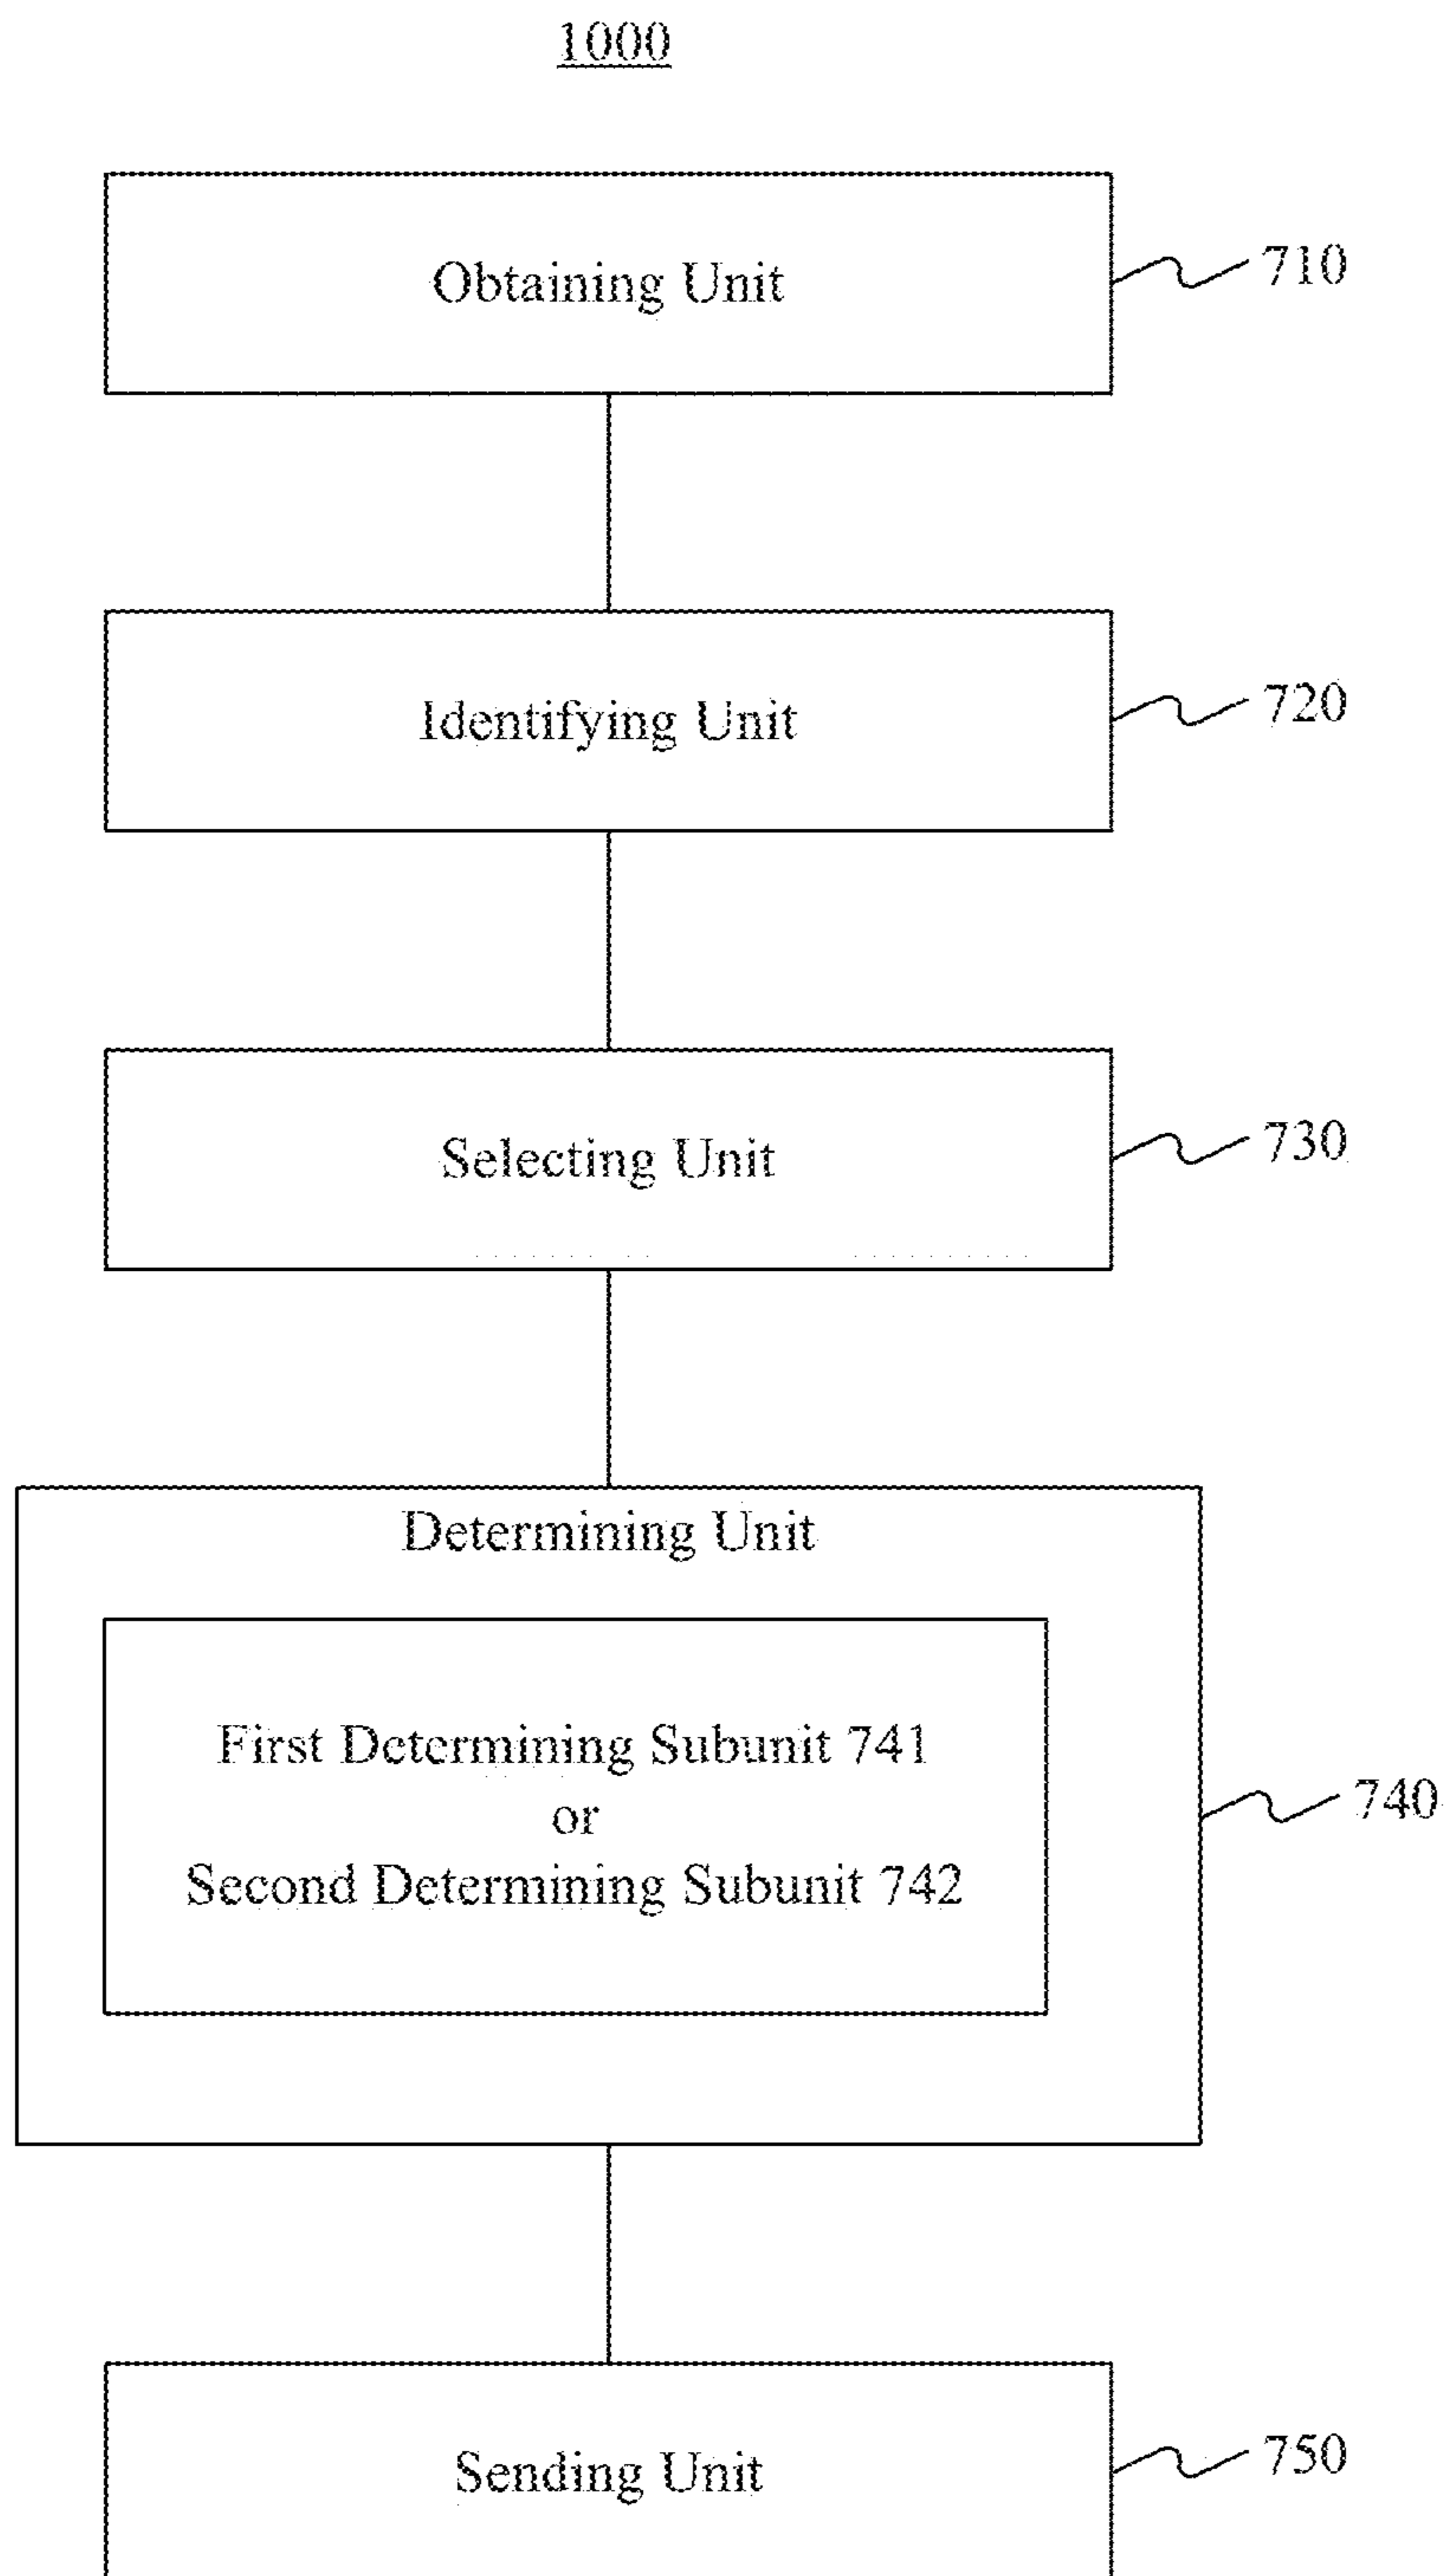 1000
Obtaining Unit
710
Identifying Unit
720
Selecting Unit
730
Determining Unit
First Determining Subunit 741
or
Second Determining Subunit 742
740
Sending Unit
750